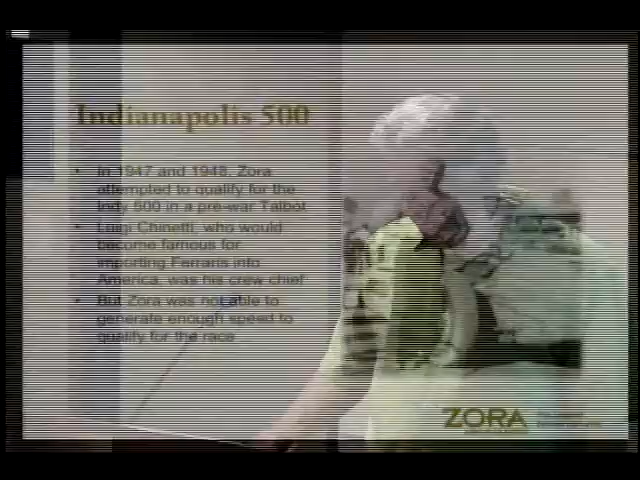 Indianapolis 500
• In 1947 and 1948, Zora
attempted to qualify for the
Indy 500 in a pre-war Talbot
• Luigi Chinetti, who would
become famous for
importing Ferraris into
America, was his crew chief
• But Zora was not able to
generate enough speed to
qualify for the race
ZORA